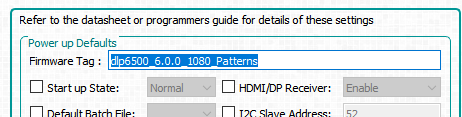 Refer to the datasheet or programmers guide for details of these settings
Power up Defaults
Firmware Tag : dlp6500_6.0.0_1080_Patterns
Start up State: Normal HDMI/DP Receiver: Enable
Default Batch File: I2C Slave Address: 52